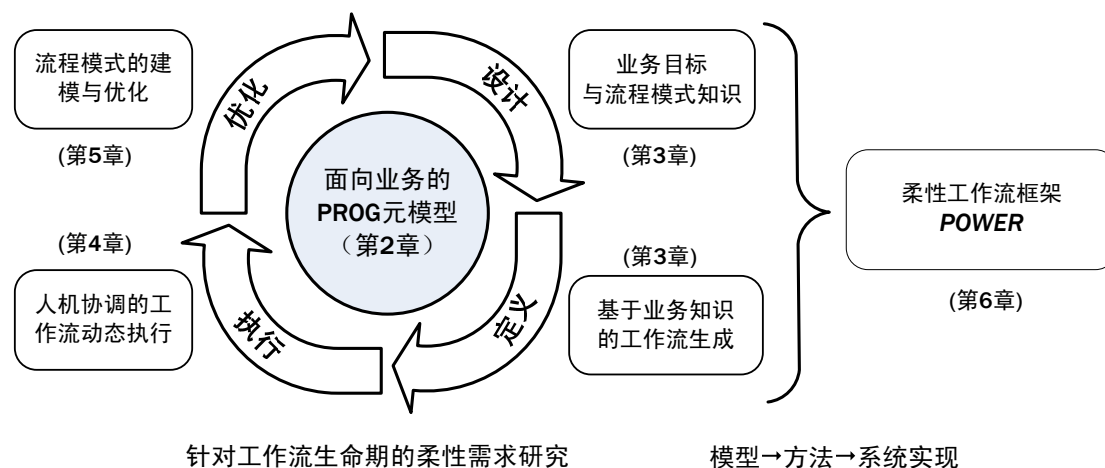 流程模式的建
模与优化
(第5章)
优化
设计
业务目标
与流程模式知识
(第3章)
面向业务的
PROG元模型
（第2章）
柔性工作流框架
POWER
(第6章)
(第4章)
人机协调的工
作流动态执行
执行
定义
(第3章)
基于业务知识
的工作流生成
针对工作流生命期的柔性需求研究
模型→方法→系统实现